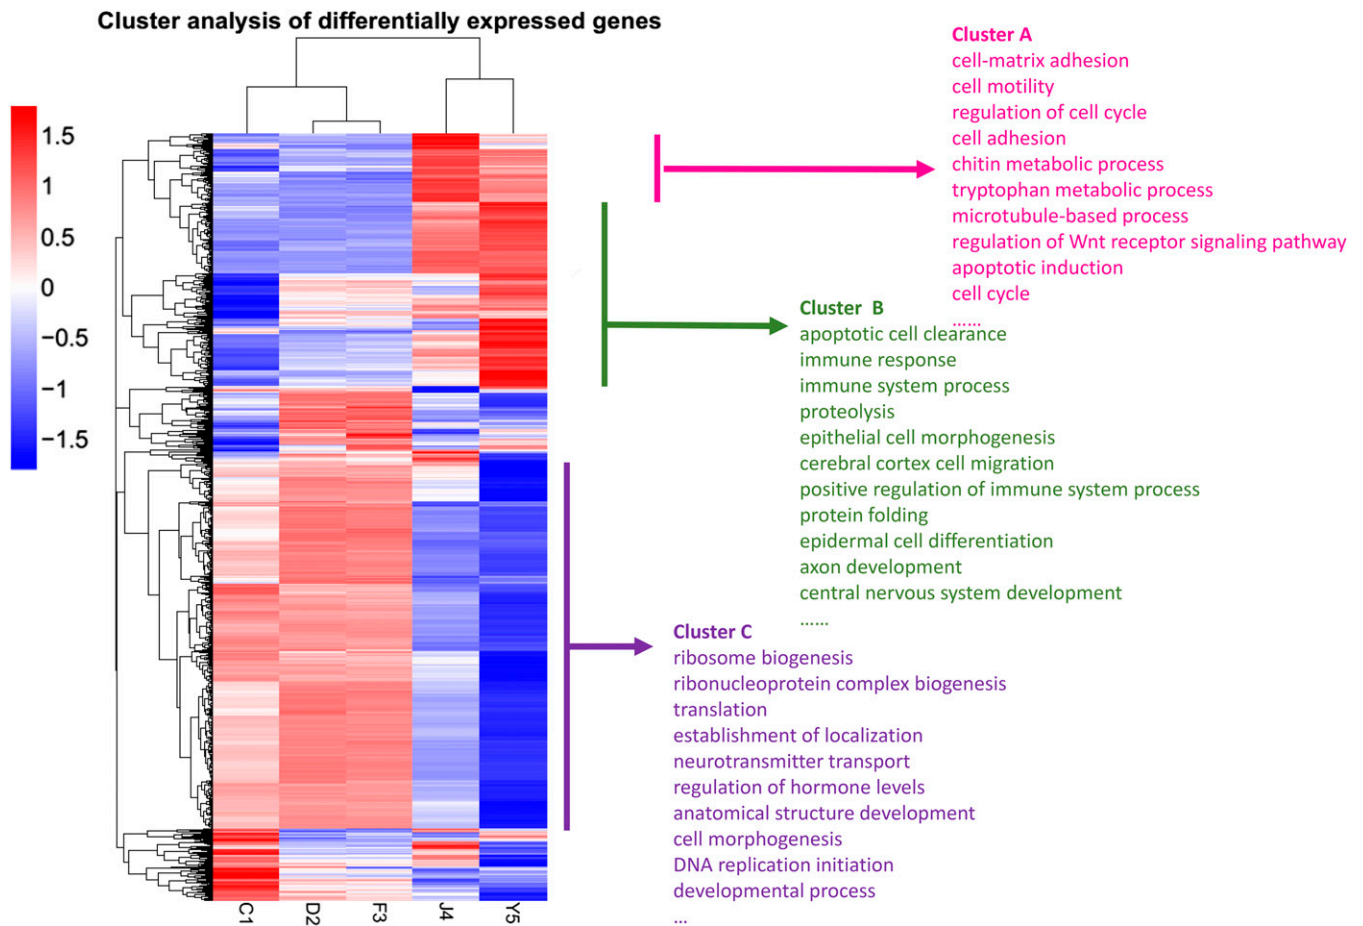 Cluster analysis of differentially expressed genes
1.5
1
0.5
0
−0.5
−1
−1.5
C1
D2
F3
J4
Y5
Cluster A
cell-matrix adhesion
cell motility
regulation of cell cycle
cell adhesion
chitin metabolic process
tryptophan metabolic process
microtubule-based process
regulation of Wnt receptor signaling pathway
apoptotic induction
cell cycle
......
Cluster B
apoptotic cell clearance
immune response
immune system process
proteolysis
epithelial cell morphogenesis
cerebral cortex cell migration
positive regulation of immune system process
protein folding
epidermal cell differentiation
axon development
central nervous system development
......
Cluster C
ribosome biogenesis
ribonucleoprotein complex biogenesis
translation
establishment of localization
neurotransmitter transport
regulation of hormone levels
anatomical structure development
cell morphogenesis
DNA replication initiation
developmental process
...